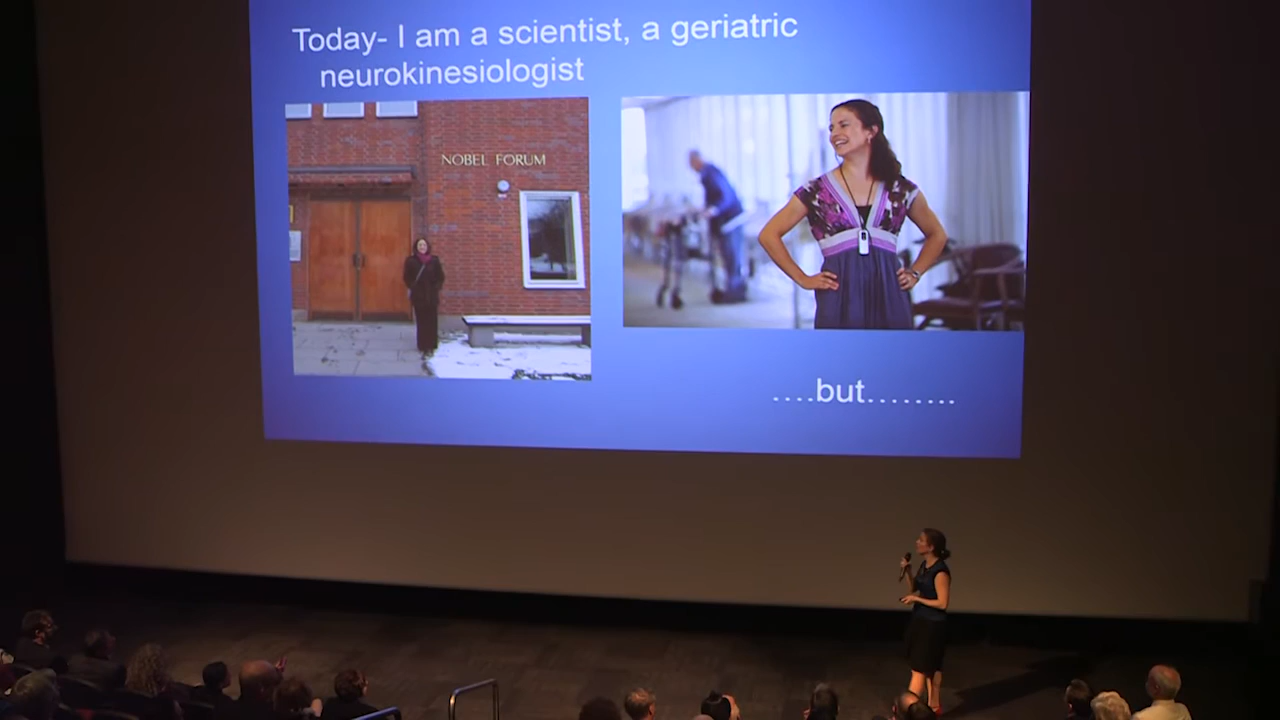 Today- I am a scientist, a geriatric
neurokinesiologist
NOBEL FORUM
....but........